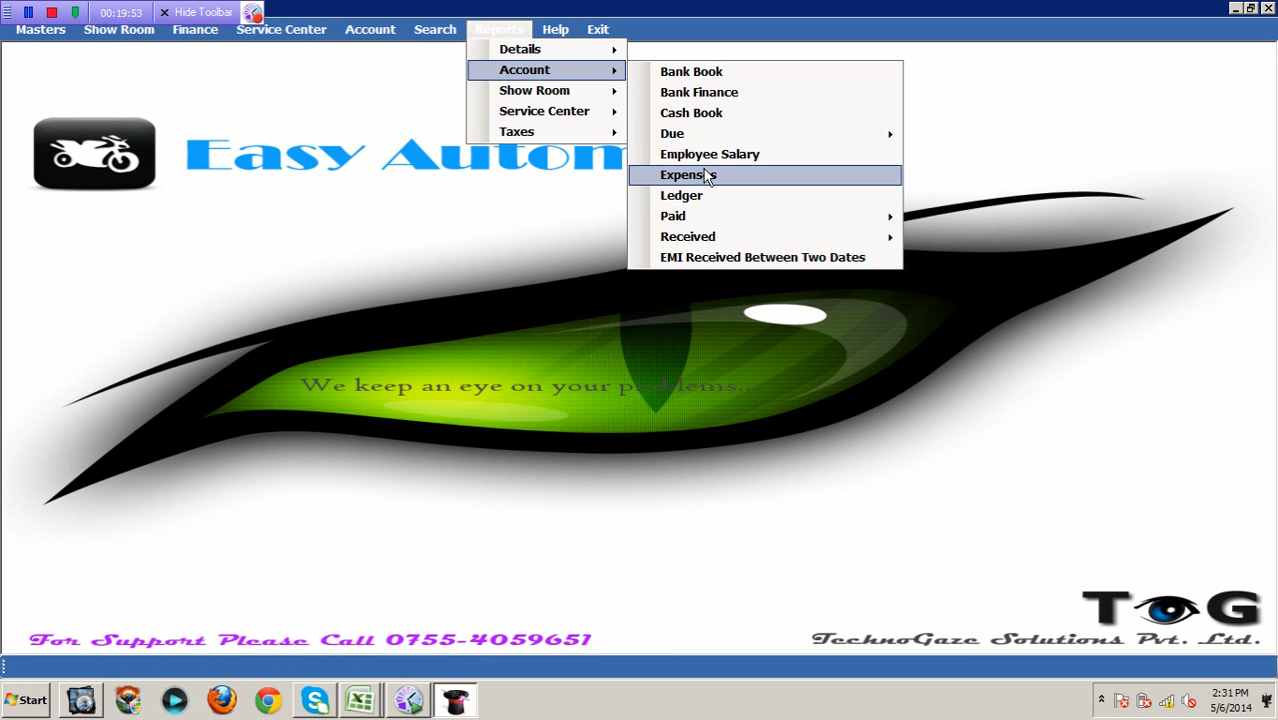 00:19:53 Hide Toolbar
Masters Show Room Finance Service Center Account Search Reports Help Exit
Details
Account
Show Room
Service Center
Taxes
Bank Book
Bank Finance
Cash Book
Due
Employee Salary
Expenses
Ledger
Paid
Received
EMI Received Between Two Dates
Easy Autom
We keep an eye on your problems...
T G
For Support Please Call 0755-4059651
TechnoGaze Solutions Pvt. Ltd.
Start
2:31 PM
5/6/2014